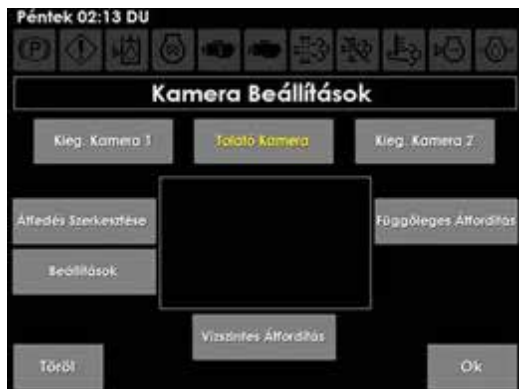 Péntek 02:13 DU
Kamera Beállítások
Kieg. Kamera 1
Tolató Kamera
Kieg. Kamera 2
Átfedés Szerkesztése
Függőleges Átfordítás
Beállítások
Vízszintes Átfordítás
Töröl
Ok